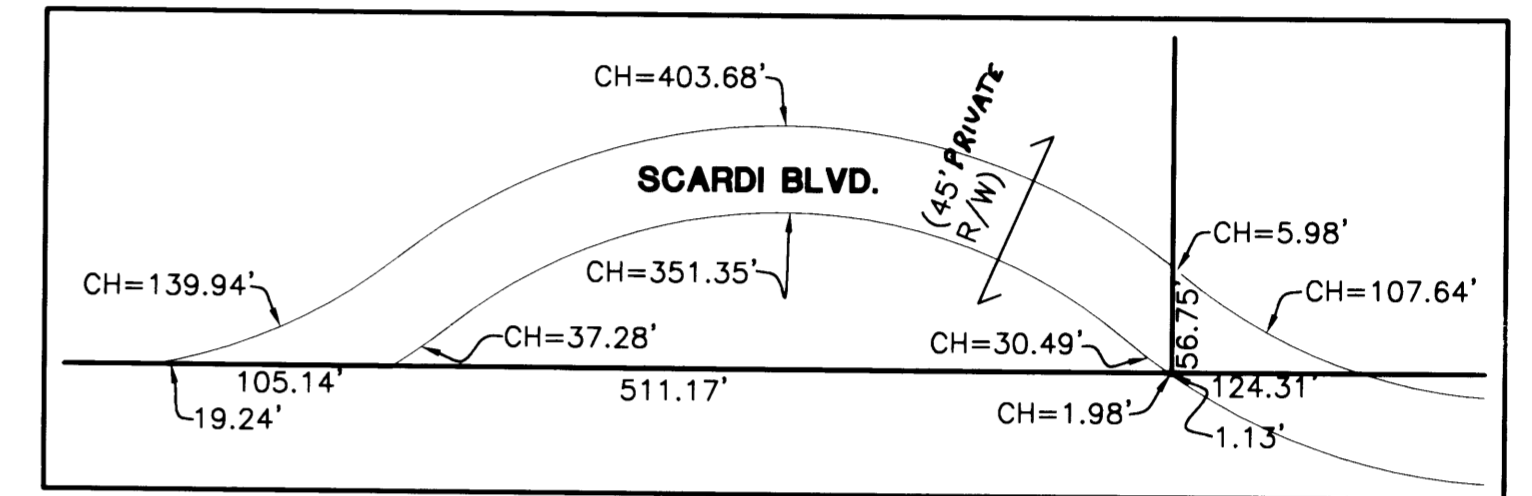 CH=403.68'
SCARDI BLVD.
(45' PRIVATE
R/W)
CH=5.98'
CH=139.94'
CH=351.35'
CH=107.64'
56.75'
CH=37.28'
CH=30.49'
105.14'
511.17'
124.31'
19.24'
CH=1.98'
1.13'